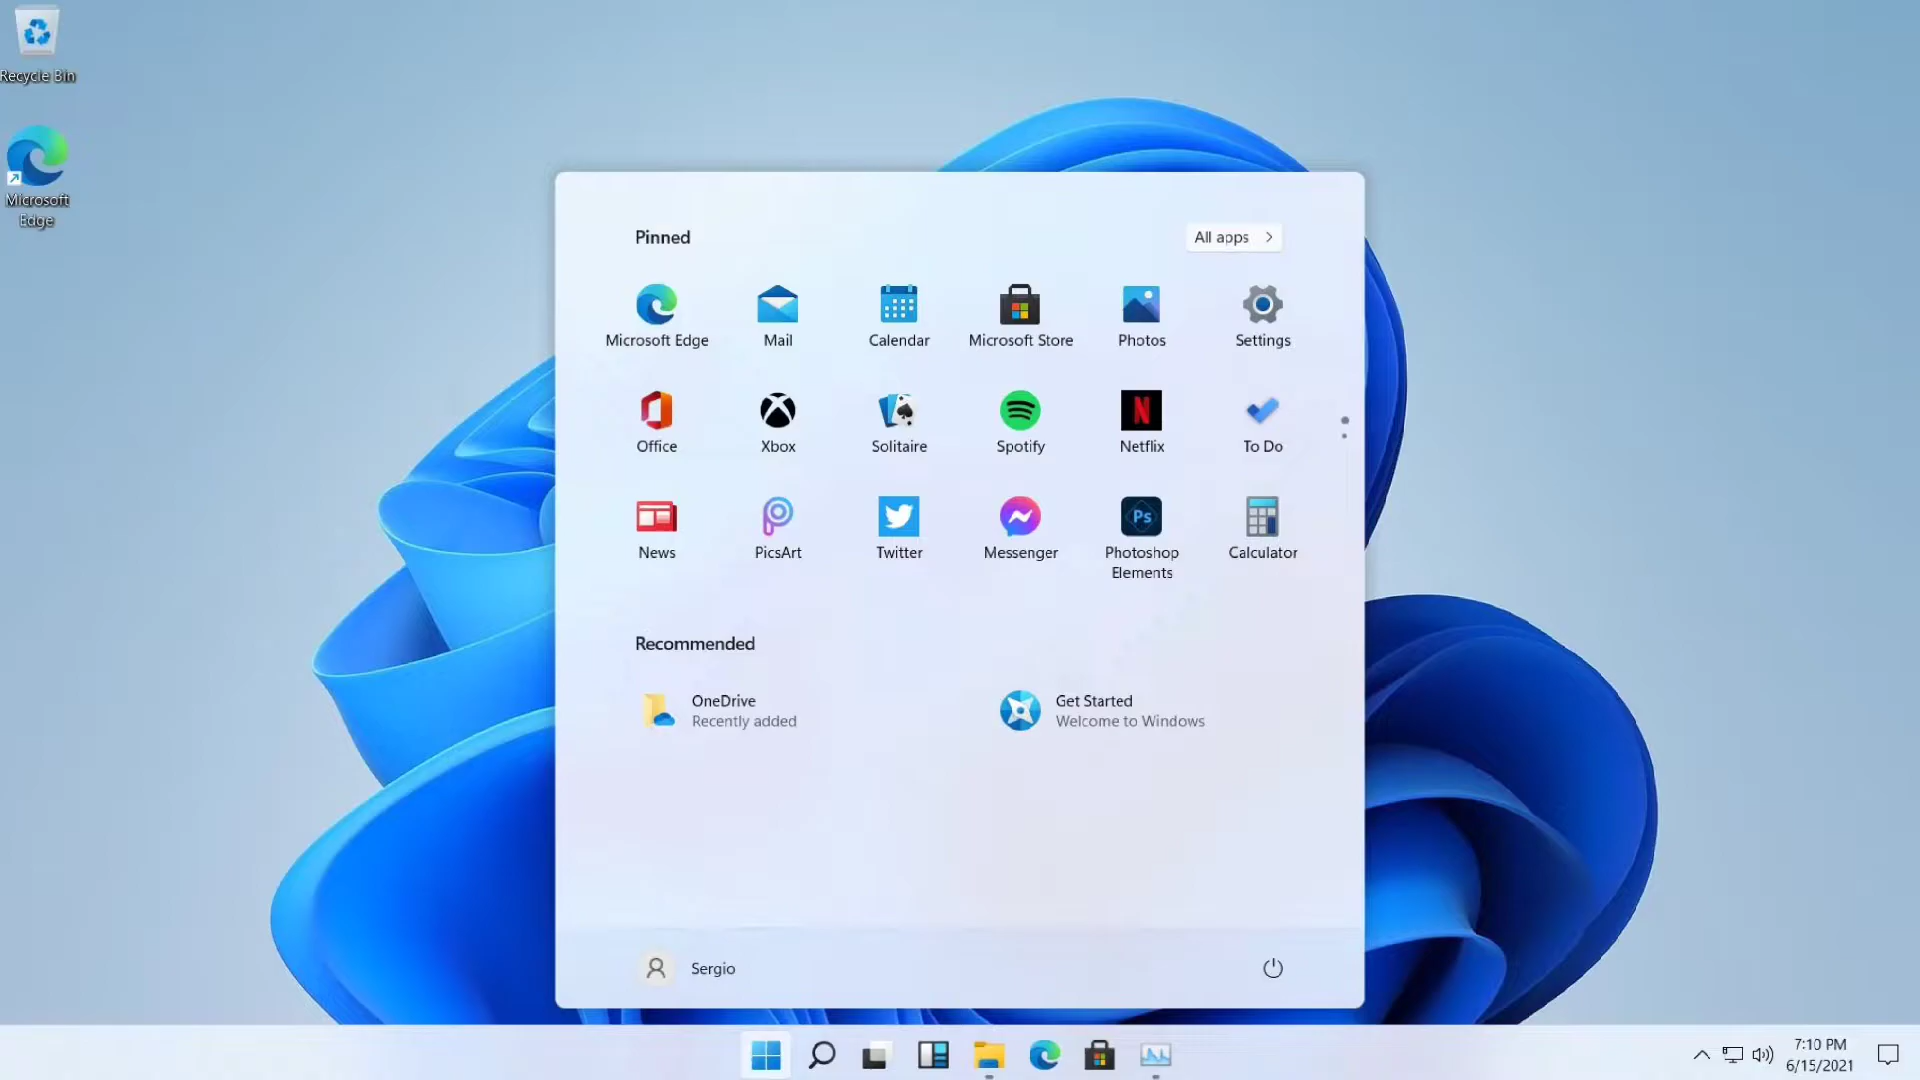 Recycle Bin
Microsoft
Edge
Pinned
All apps
Microsoft Edge
Mail
Calendar
Microsoft Store
Photos
Settings
Office
Xbox
Solitaire
Spotify
Netflix
To Do
News
PicsArt
Twitter
Messenger
Photoshop
Elements
Calculator
N
Ps
Recommended
OneDrive
Recently added
Get Started
Welcome to Windows
Sergio
7:10 PM
6/15/2021